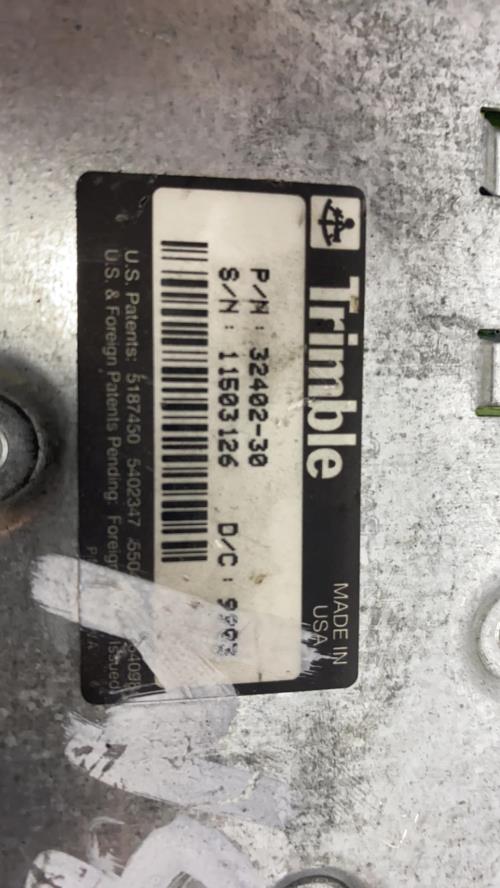 Trimble
MADE IN
USA
P/N: 32402-30
S/N: 11503126 D/C:
U.S. Patents: 5187450 5402347
U.S. & Foreign Patents Pending: Foreign